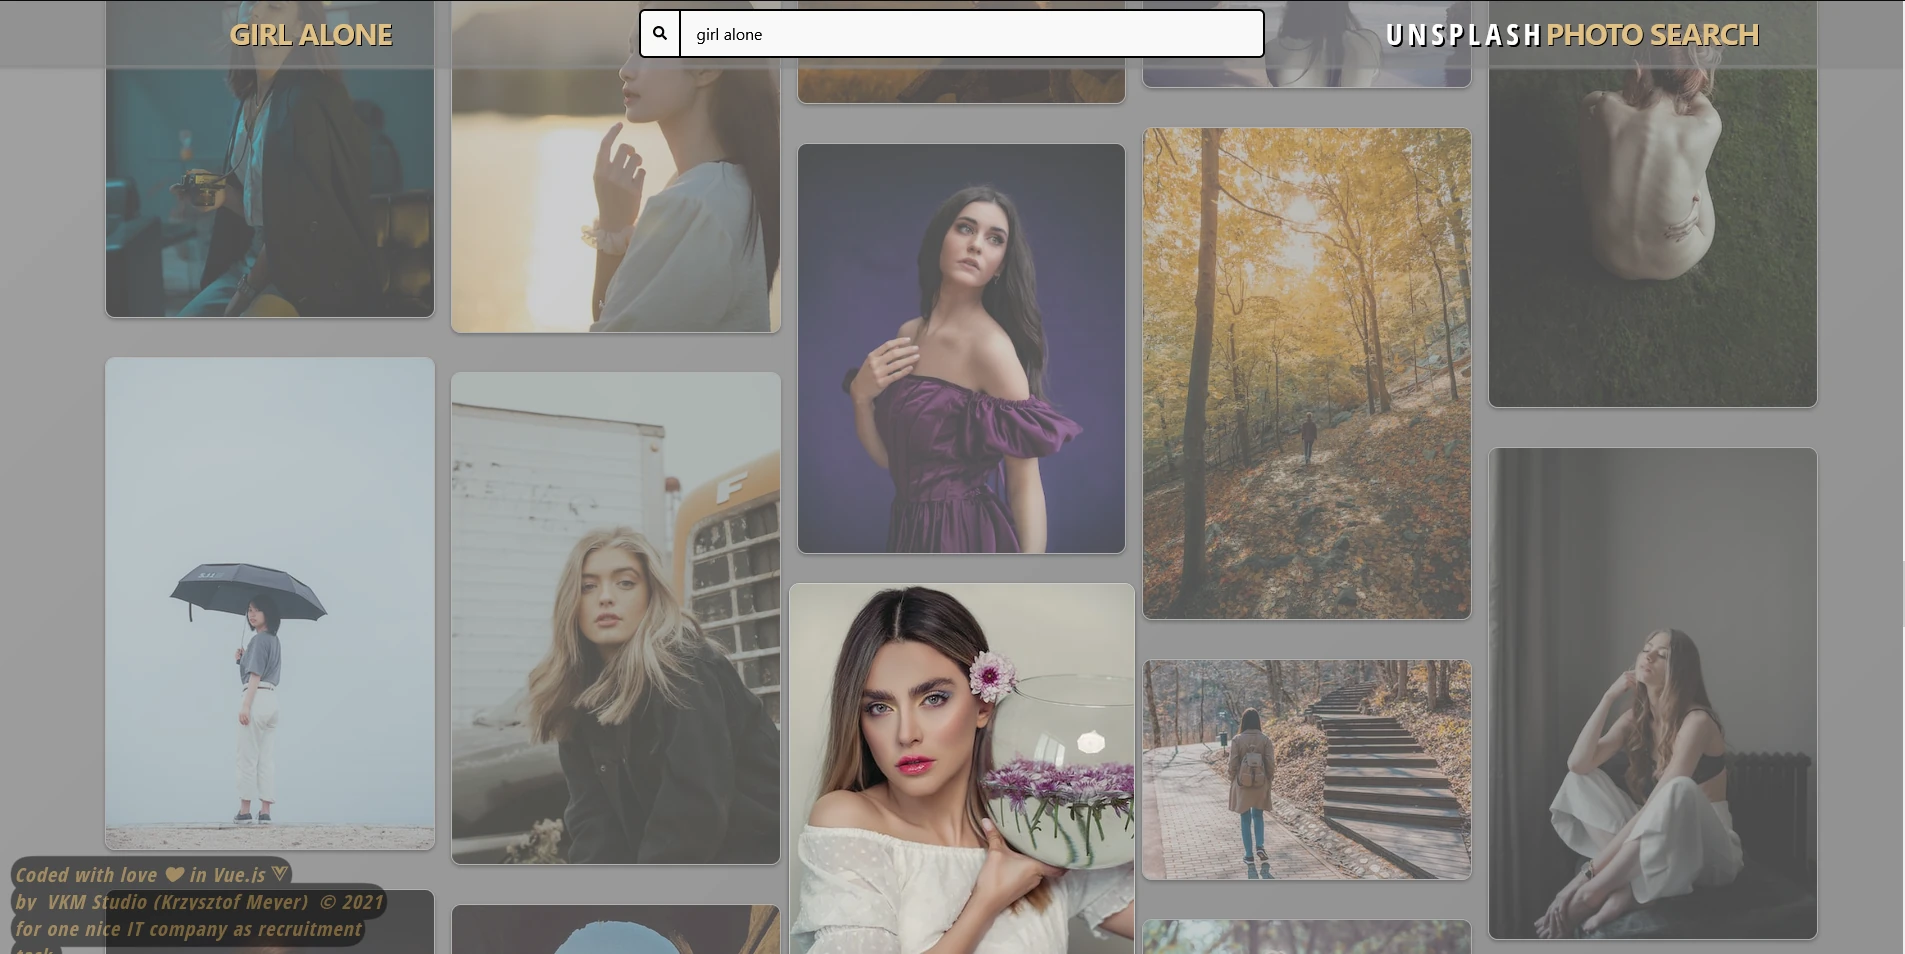 GIRL ALONE
girl alone
UNSPLASH PHOTO SEARCH
F
Coded with love ❤ in Vue.js
by VKM Studio (Krzysztof Meyer) © 2021
for one nice IT company as recruitment
task